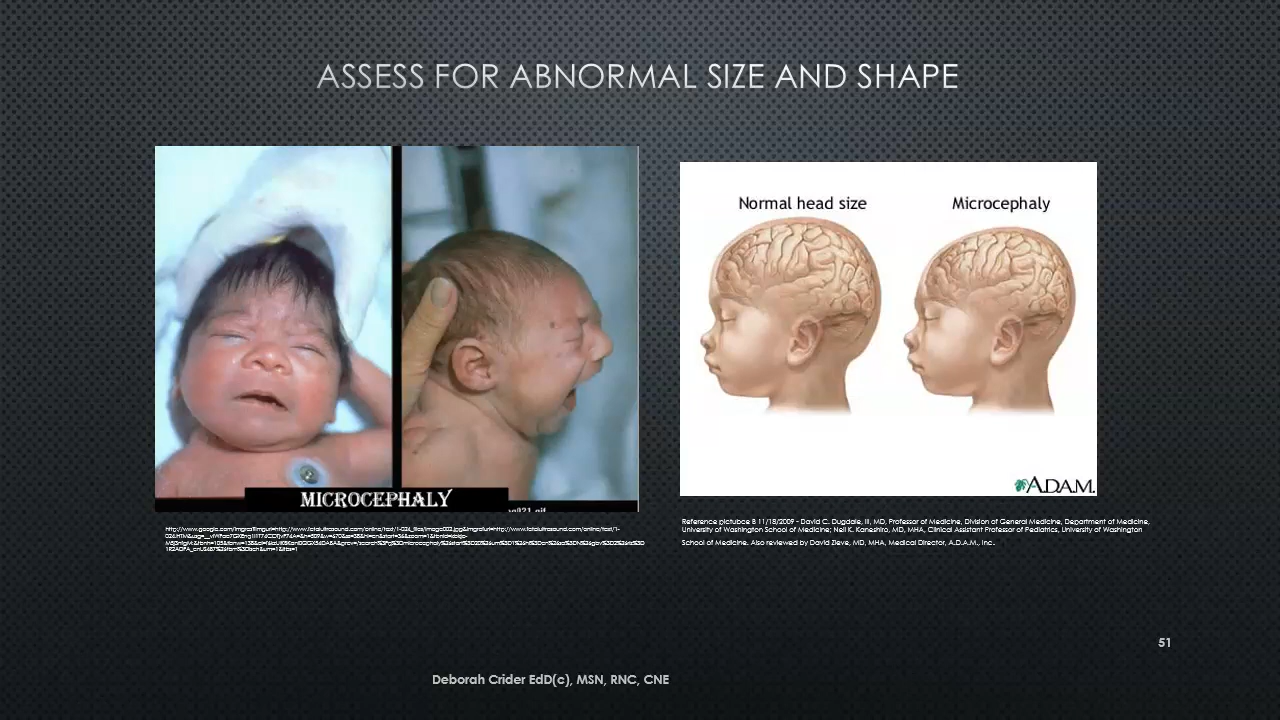 ASSESS FOR ABNORMAL SIZE AND SHAPE
Normal head size
Microcephaly
MICROCEPHALY
A.D.A.M.
Reference pictuboe B 11/18/2009 - David C. Dugdale, III, MD, Professor of Medicine, Division of General Medicine, Department of Medicine,
University of Washington School of Medicine; Neil K. Kaneshiro, MD, MHA, Clinical Assistant Professor of Pediatrics, University of Washington
School of Medicine. Also reviewed by David Zieve, MD, MHA, Medical Director, A.D.A.M., Inc..
51
Deborah Crider EdD(c), MSN, RNC, CNE